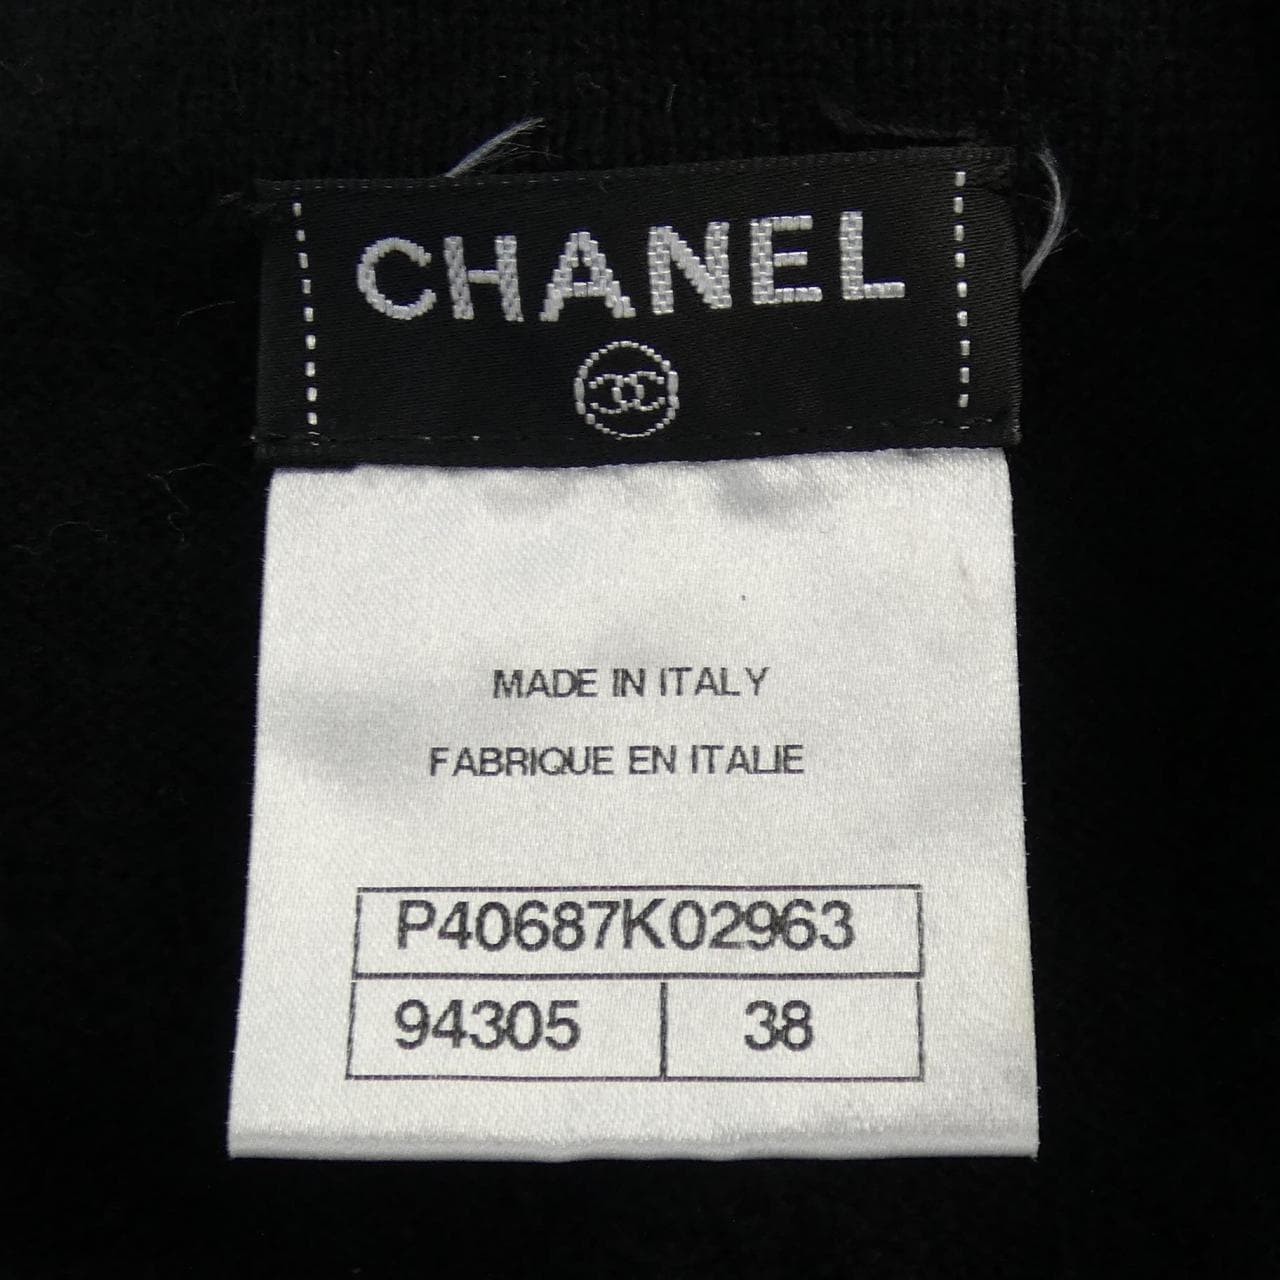 CHANEL
MADE IN ITALY
FABRIQUE EN ITALIE
P40687K02963
94305 38